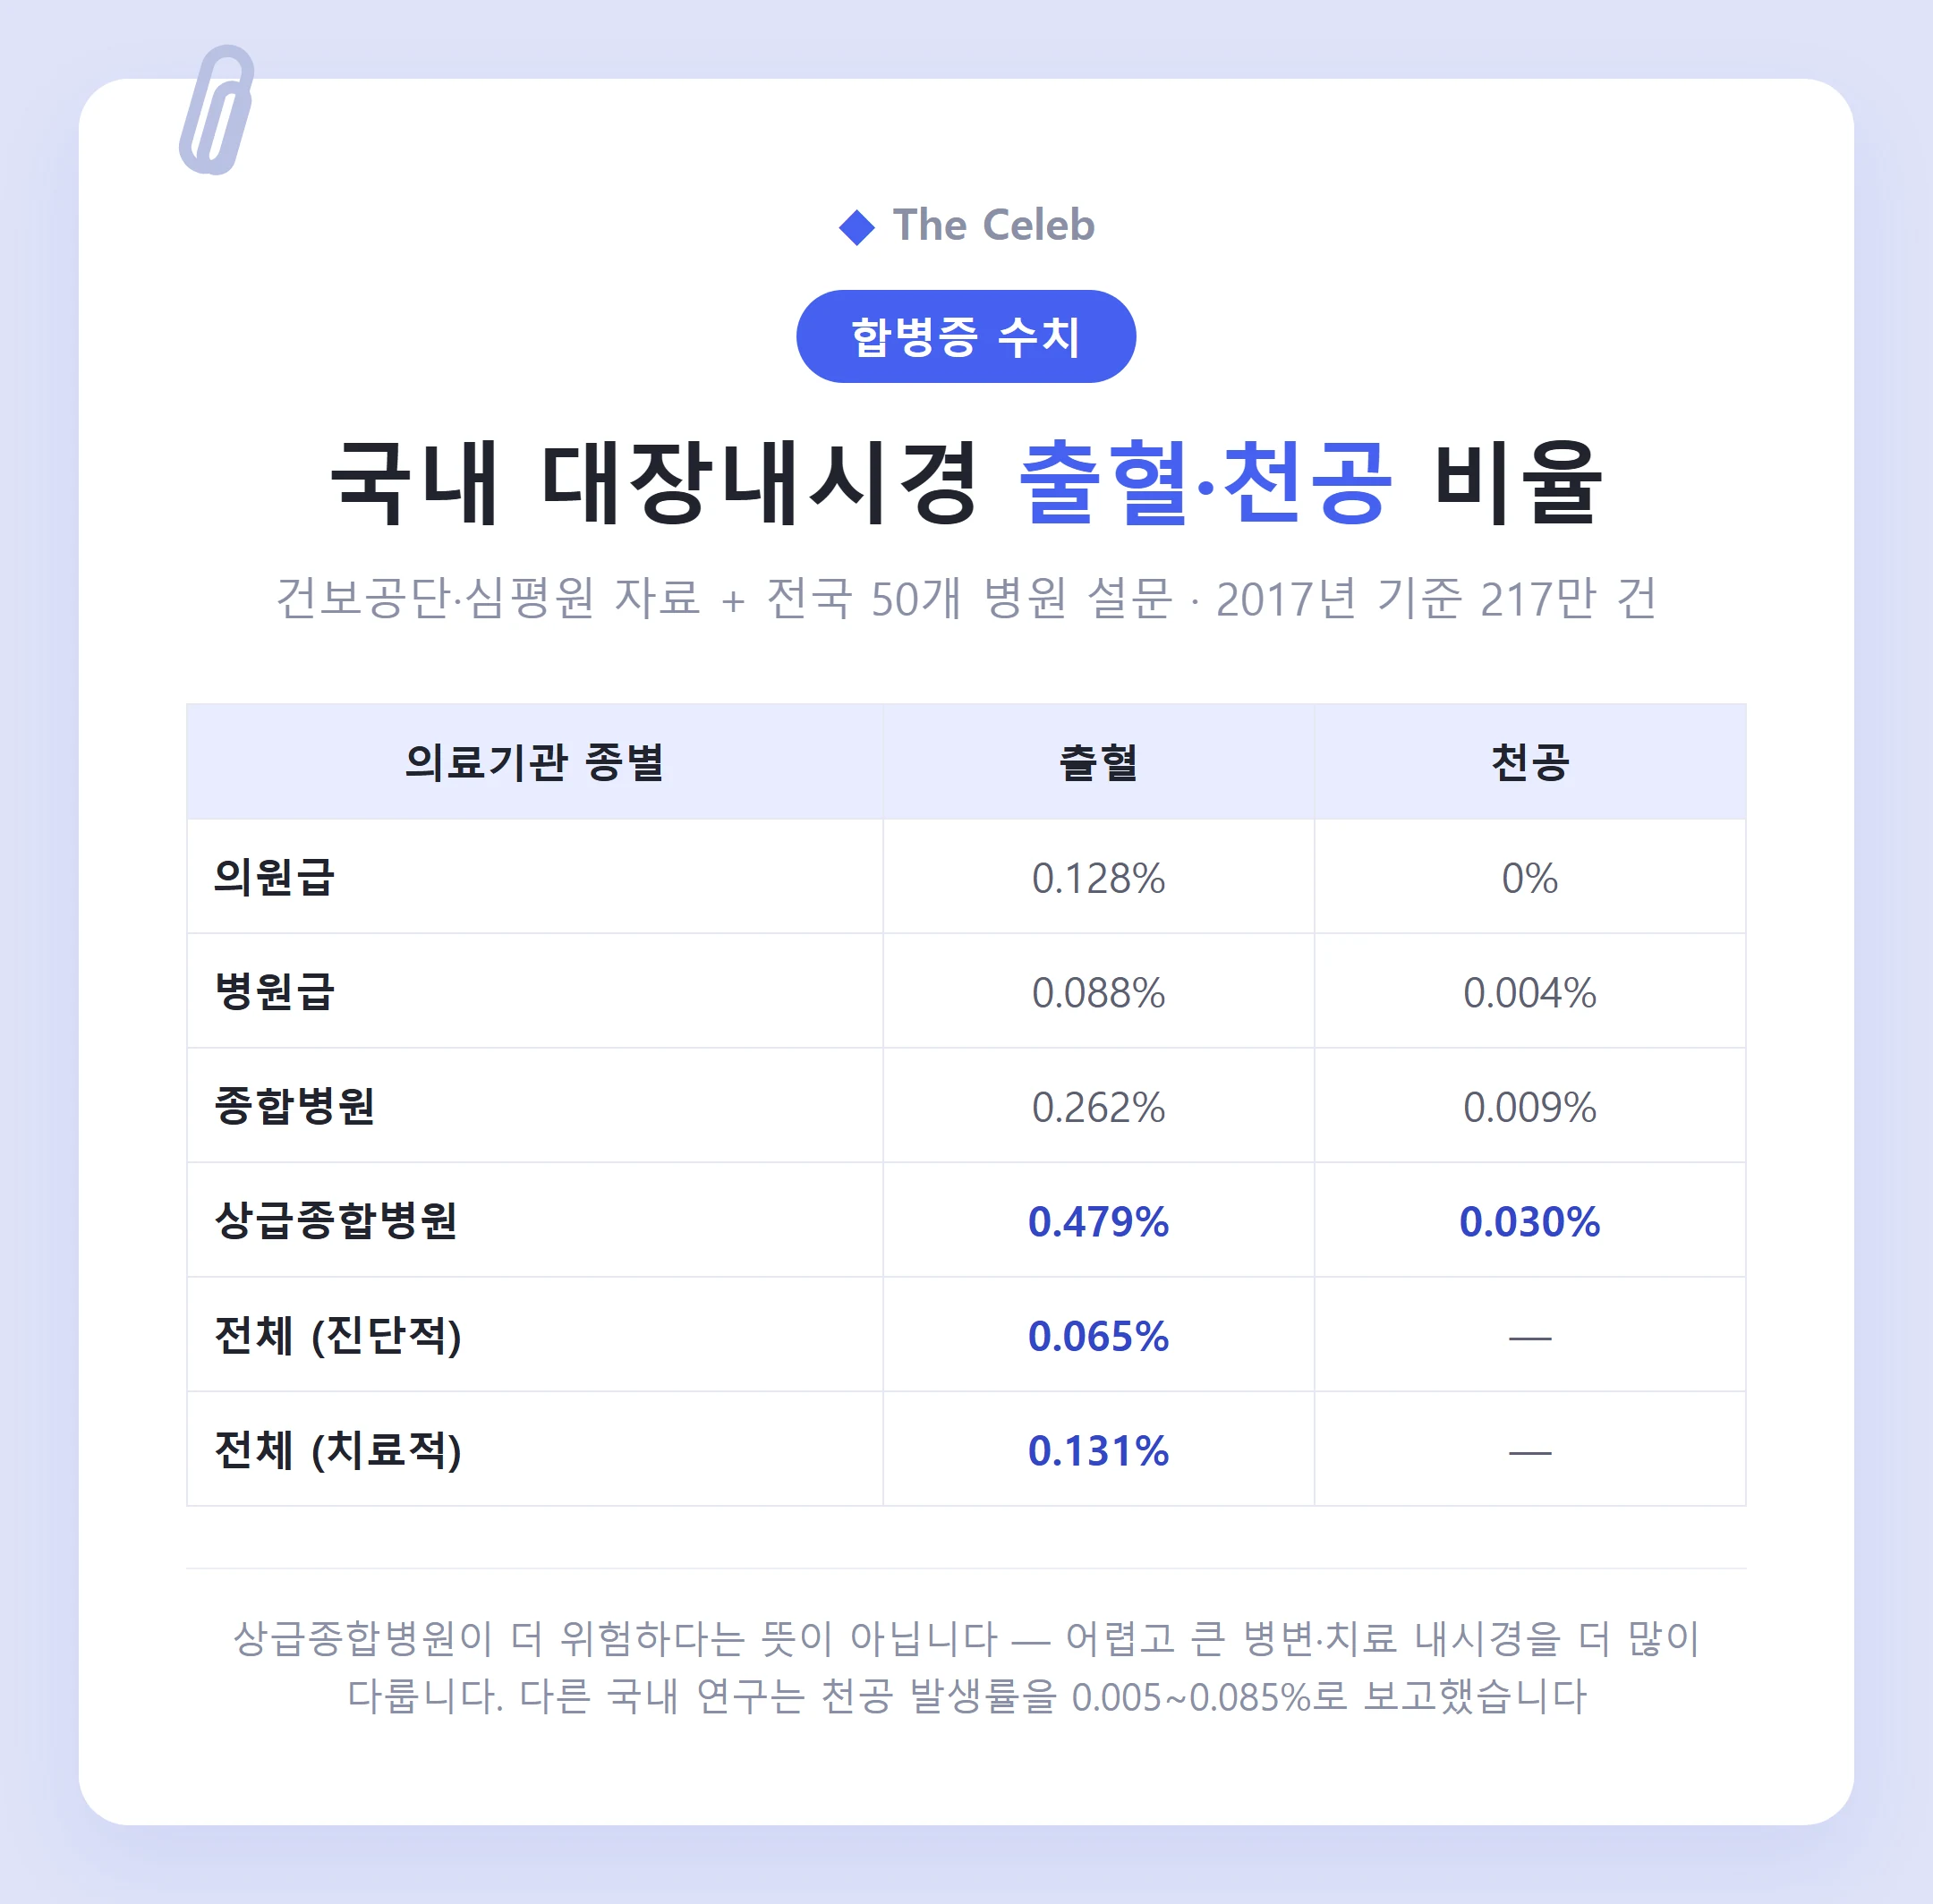 The Celeb
합병증 수치
국내 대장내시경 출혈·천공 비율
건보공단·심평원 자료 + 전국 50개 병원 설문 · 2017년 기준 217만 건
의료기관 종별 출혈 천공
의원급 0.128% 0%
병원급 0.088% 0.004%
종합병원 0.262% 0.009%
상급종합병원 0.479% 0.030%
전체 (진단적) 0.065% —
전체 (치료적) 0.131% —
상급종합병원이 더 위험하다는 뜻이 아닙니다 — 어렵고 큰 병변·치료 내시경을 더 많이
다룹니다. 다른 국내 연구는 천공 발생률을 0.005~0.085%로 보고했습니다